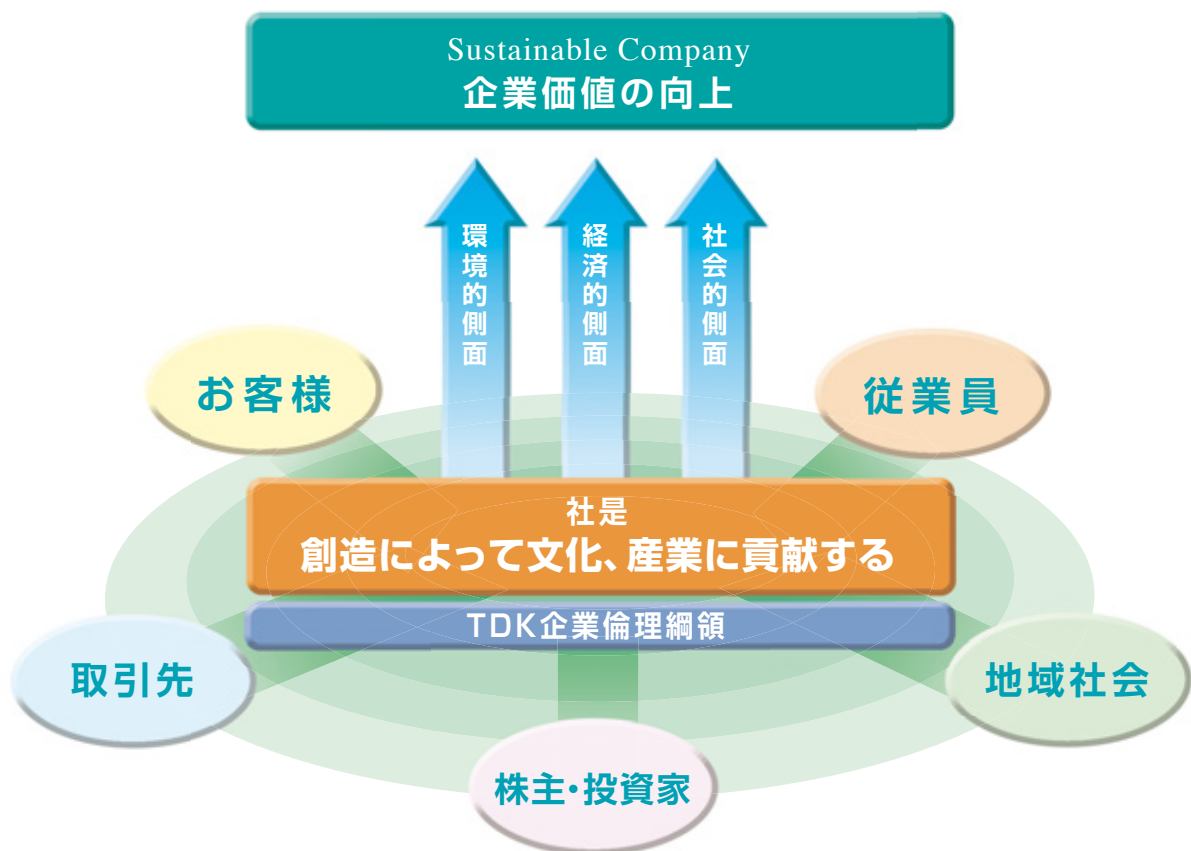 Sustainable Company
企業価値の向上
環境的側面
経済的側面
社会的側面
お客様
従業員
社是
創造によって文化、産業に貢献する
TDK企業倫理綱領
取引先
地域社会
株主・投資家